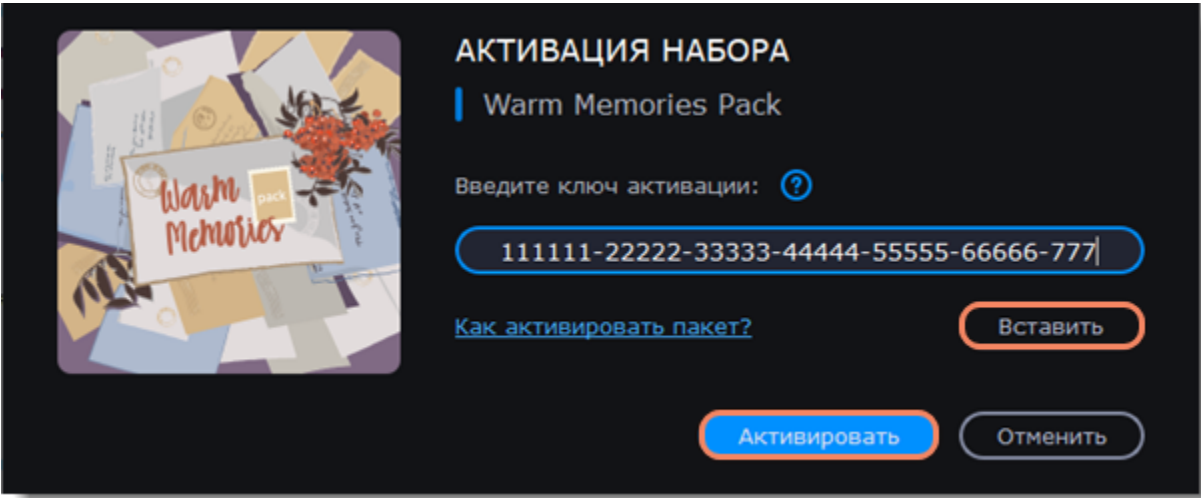 АКТИВАЦИЯ НАБОРА
Warm Memories Pack
Введите ключ активации: ?
Warm
pack
Memories
111111-22222-33333-44444-55555-66666-777
Как активировать пакет?
Вставить
Активировать
Отменить